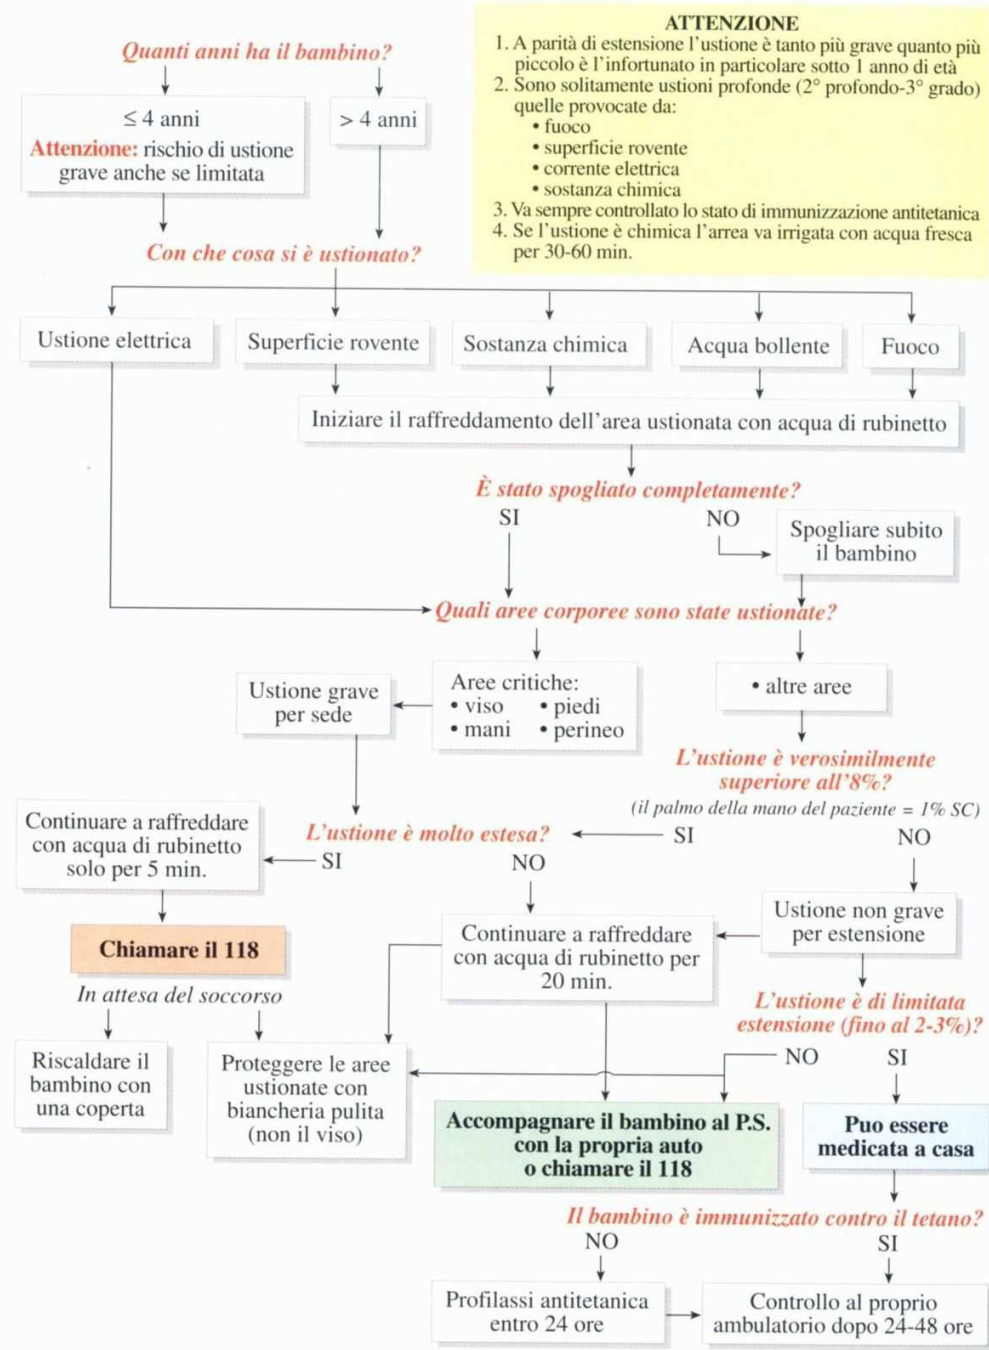 Quanti anni ha il bambino?
≤ 4 anni
Attenzione: rischio di ustione
grave anche se limitata
> 4 anni
ATTENZIONE
1. A parità di estensione l'ustione è tanto più grave quanto più
piccolo è l'infortunato in particolare sotto 1 anno di età
2. Sono solitamente ustioni profonde (2° profondo-3° grado)
quelle provocate da:
• fuoco
• superficie rovente
• corrente elettrica
• sostanza chimica
3. Va sempre controllato lo stato di immunizzazione antitetanica
4. Se l'ustione è chimica l'arrea va irrigata con acqua fresca
per 30-60 min.
Con che cosa si è ustionato?
Ustione elettrica
Superficie rovente
Sostanza chimica
Acqua bollente
Fuoco
Iniziare il raffreddamento dell'area ustionata con acqua di rubinetto
È stato spogliato completamente?
SI
NO
Spogliare subito
il bambino
Quali aree corporee sono state ustionate?
Ustione grave
per sede
Aree critiche:
• viso • piedi
• mani • perineo
• altre aree
L'ustione è verosimilmente
superiore all'8%?
(il palmo della mano del paziente = 1% SC)
SI
NO
L'ustione è molto estesa?
SI
NO
Continuare a raffreddare
con acqua di rubinetto
solo per 5 min.
Chiamare il 118
In attesa del soccorso
Riscaldare il
bambino con
una coperta
Proteggere le aree
ustionate con
biancheria pulita
(non il viso)
Continuare a raffreddare
con acqua di rubinetto per
20 min.
Ustione non grave
per estensione
L'ustione è di limitata
estensione (fino al 2-3%)?
NO
SI
Accompagnare il bambino al P.S.
con la propria auto
o chiamare il 118
Puo essere
medicata a casa
Il bambino è immunizzato contro il tetano?
NO
SI
Profilassi antitetanica
entro 24 ore
Controllo al proprio
ambulatorio dopo 24-48 ore